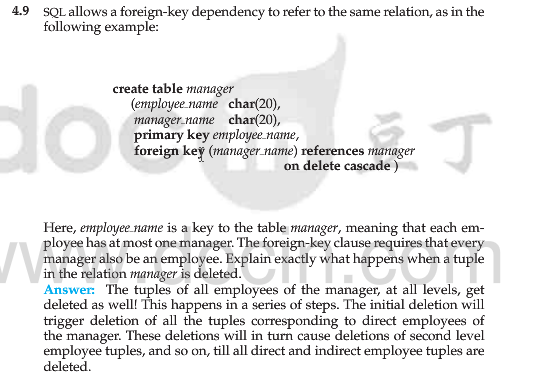 4.9 SQL allows a foreign-key dependency to refer to the same relation, as in the
following example:
create table manager
(employee_name char(20),
manager_name char(20),
primary key employee_name,
foreign key (manager_name) references manager
on delete cascade )
Here, employee_name is a key to the table manager, meaning that each em-
ployee has at most one manager. The foreign-key clause requires that every
manager also be an employee. Explain exactly what happens when a tuple
in the relation manager is deleted.
Answer: The tuples of all employees of the manager, at all levels, get
deleted as well! This happens in a series of steps. The initial deletion will
trigger deletion of all the tuples corresponding to direct employees of
the manager. These deletions will in turn cause deletions of second level
employee tuples, and so on, till all direct and indirect employee tuples are
deleted.
豆丁
www.docin.com